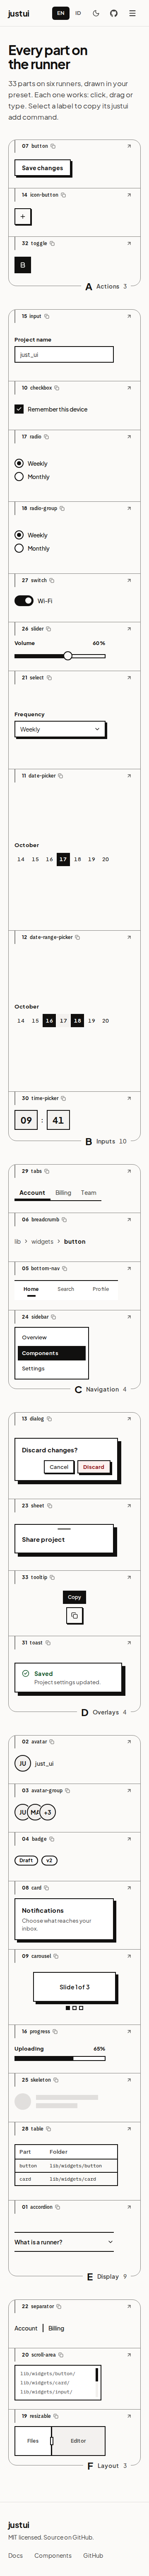 justui EN ID
Every part on
the runner
33 parts on six runners, drawn in your
preset. Each one works: click, drag or
type. Select a label to copy its justui
add command.
07 button
Save changes
14 icon-button
32 toggle
B
A Actions 3
15 input
Project name
just_ui
10 checkbox
Remember this device
17 radio
Weekly
Monthly
18 radio-group
Weekly
Monthly
27 switch
Wi-Fi
26 slider
Volume 60%
21 select
Frequency
Weekly
11 date-picker
October
14 15 16 17 18 19 20
12 date-range-picker
October
14 15 16 17 18 19 20
30 time-picker
09 : 41
B Inputs 10
29 tabs
Account Billing Team
06 breadcrumb
lib > widgets > button
05 bottom-nav
Home Search Profile
24 sidebar
Overview
Components
Settings
C Navigation 4
13 dialog
Discard changes?
Cancel Discard
23 sheet
Share project
33 tooltip
Copy
31 toast
Saved
Project settings updated.
D Overlays 4
02 avatar
JU just_ui
03 avatar-group
JU MA +3
04 badge
Draft v2
08 card
Notifications
Choose what reaches your
inbox.
09 carousel
Slide 1 of 3
16 progress
Uploading 65%
25 skeleton
28 table
Part Folder
button lib/widgets/button
card lib/widgets/card
01 accordion
What is a runner?
E Display 9
22 separator
Account Billing
20 scroll-area
lib/widgets/button/
lib/widgets/card/
lib/widgets/input/
19 resizable
Files Editor
F Layout 3
justui
MIT licensed. Source on GitHub.
Docs Components GitHub